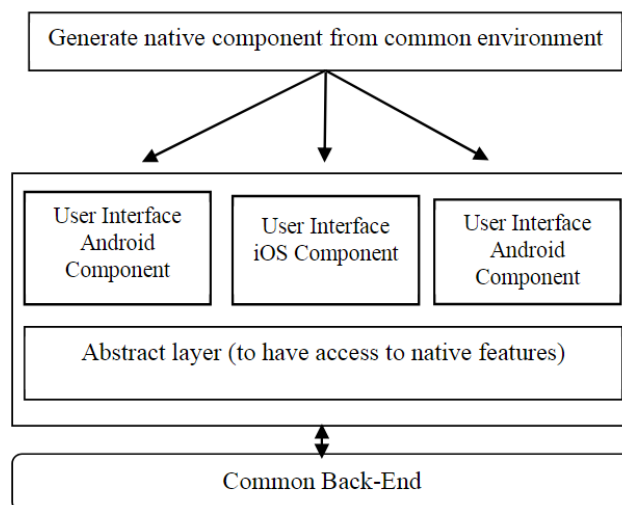 Generate native component from common environment
User Interface
Android
Component
User Interface
iOS Component
User Interface
Android
Component
Abstract layer (to have access to native features)
Common Back-End